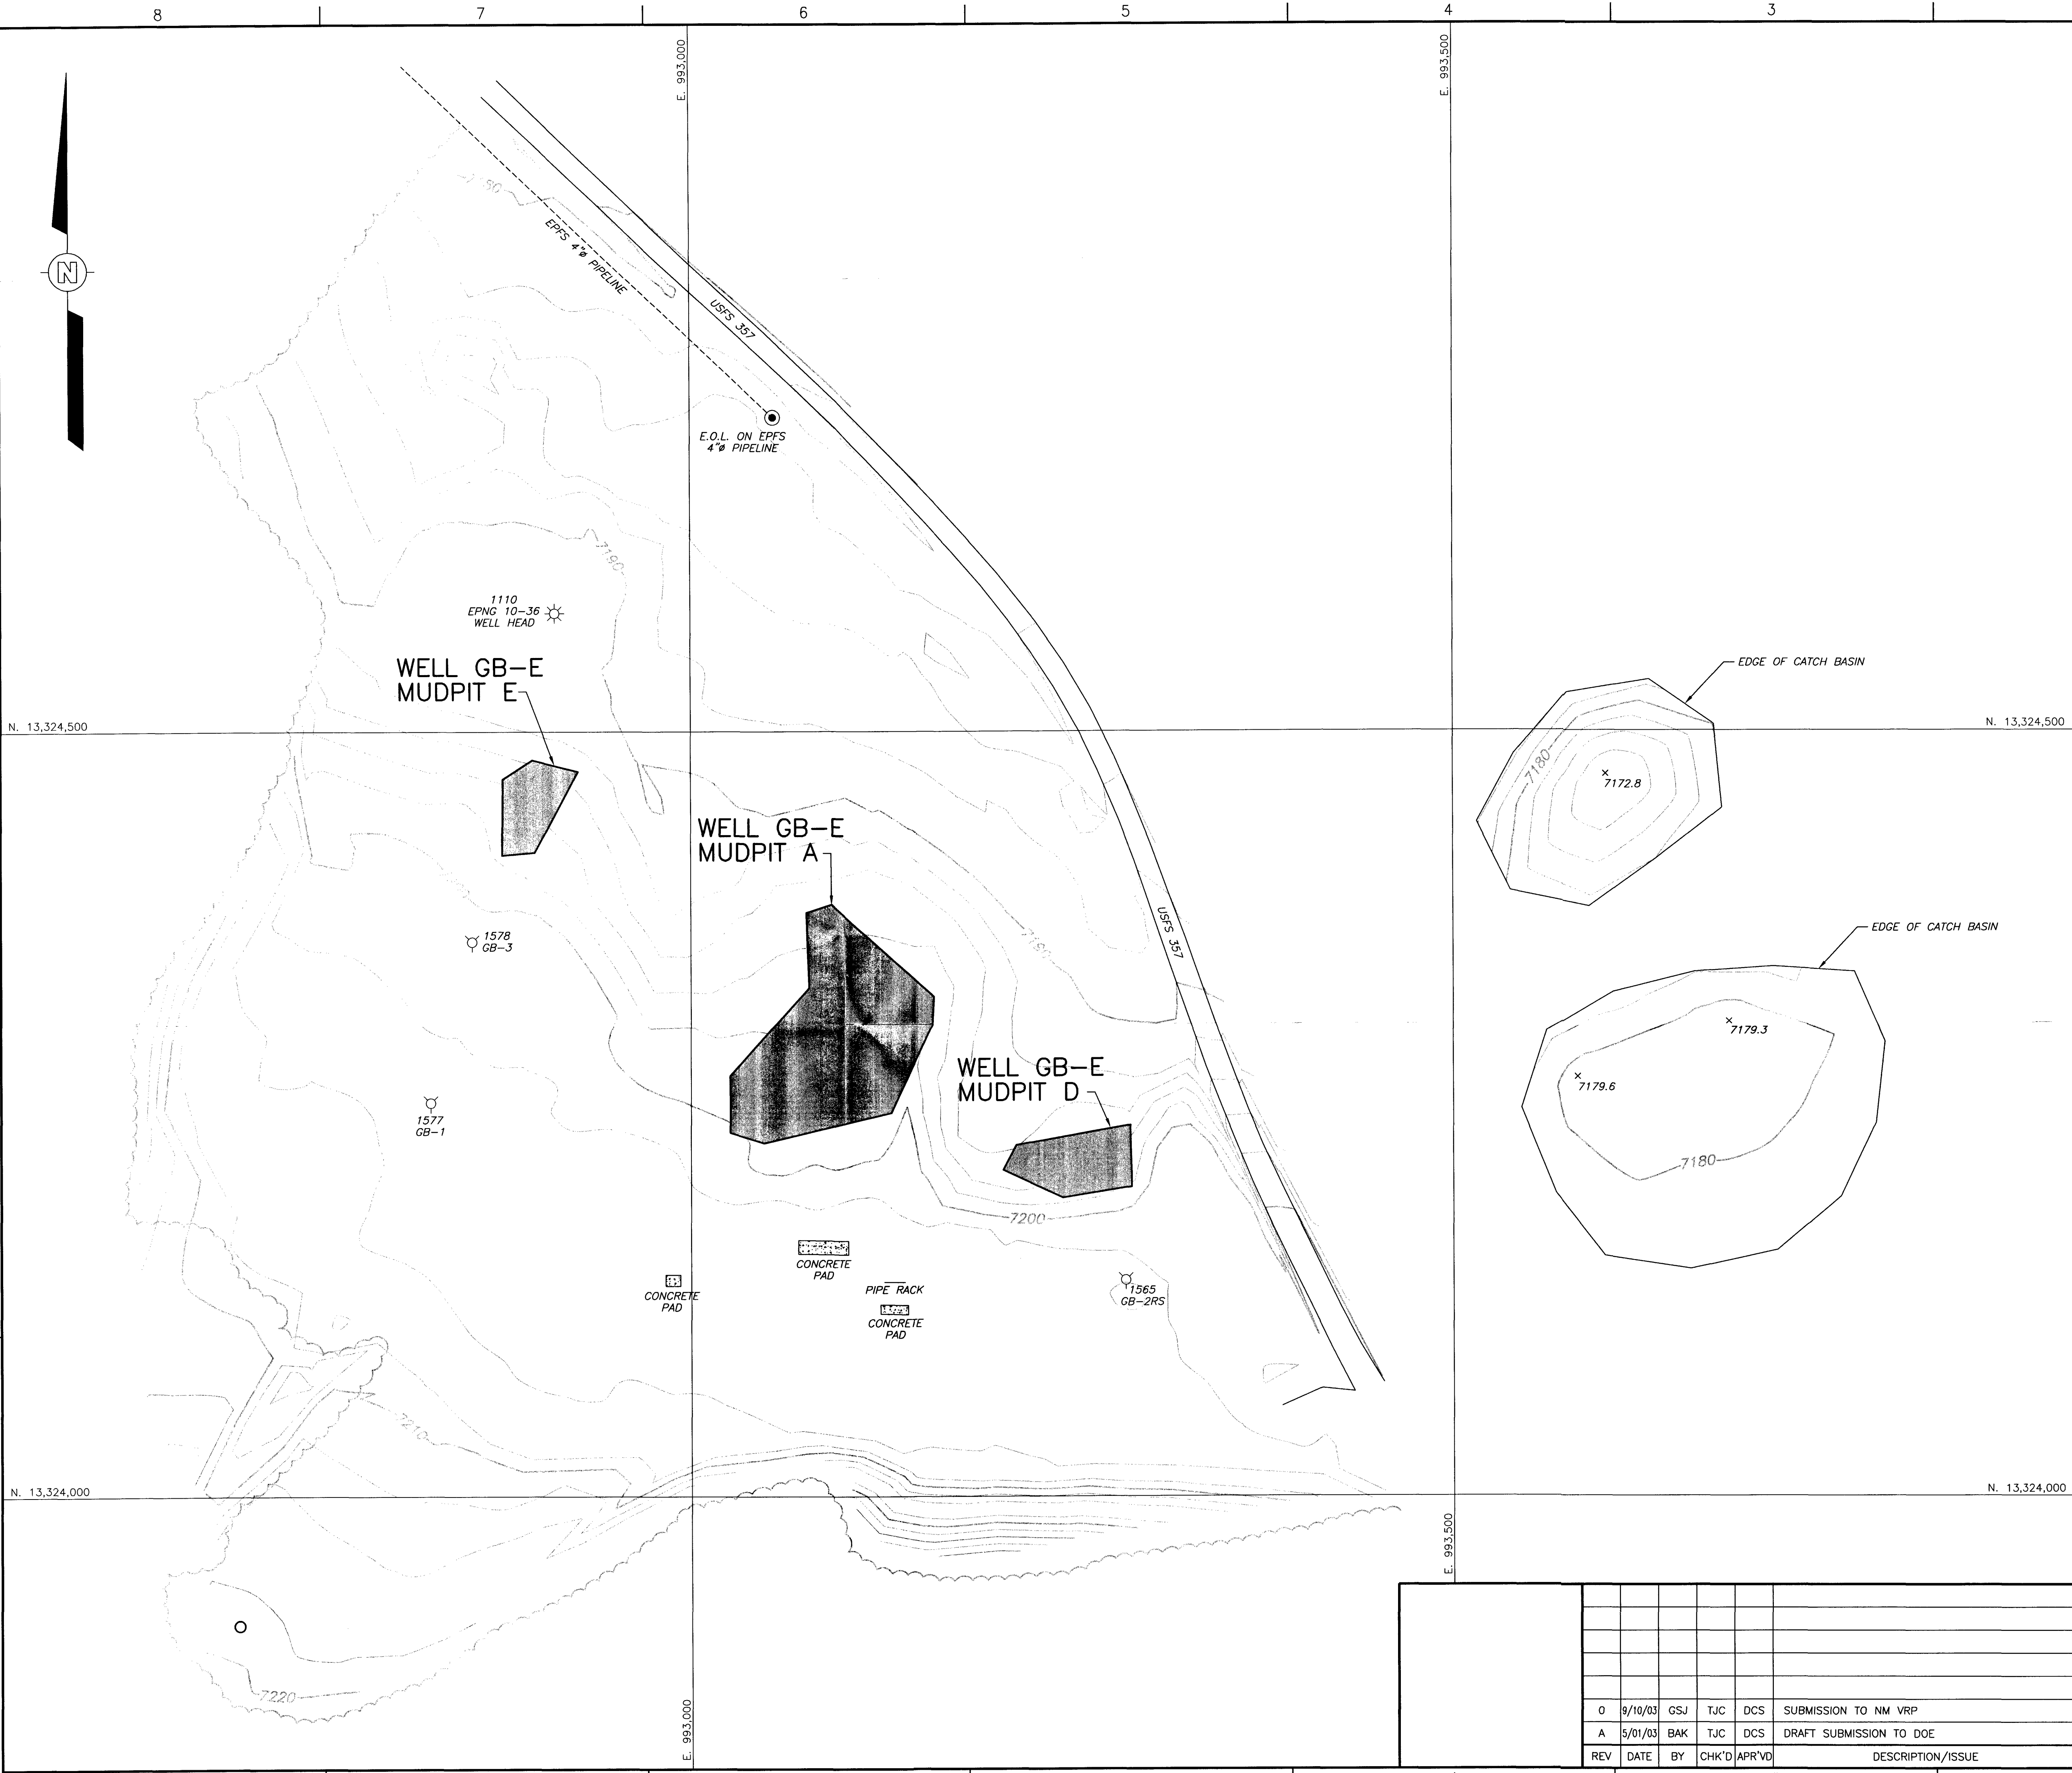 8
7
6
5
4
3
E. 993,000
E. 993,500
N
7180
EPFS 4"ø PIPELINE
USFS 357
E.O.L. ON EPFS
4"ø PIPELINE
7190
1110
EPNG 10-36
WELL HEAD
WELL GB-E
MUDPIT E
EDGE OF CATCH BASIN
N. 13,324,500
N. 13,324,500
7180
7172.8
WELL GB-E
MUDPIT A
1578
GB-3
7190
USFS 357
EDGE OF CATCH BASIN
7179.3
7179.6
WELL GB-E
MUDPIT D
1577
GB-1
7180
7200
CONCRETE
PAD
CONCRETE
PAD
PIPE RACK
CONCRETE
PAD
1565
GB-2RS
7210
N. 13,324,000
N. 13,324,000
E. 993,500
7220
E. 993,000
0 9/10/03 GSJ TJC DCS SUBMISSION TO NM VRP
A 5/01/03 BAK TJC DCS DRAFT SUBMISSION TO DOE
REV DATE BY CHK'D APR'VD DESCRIPTION/ISSUE